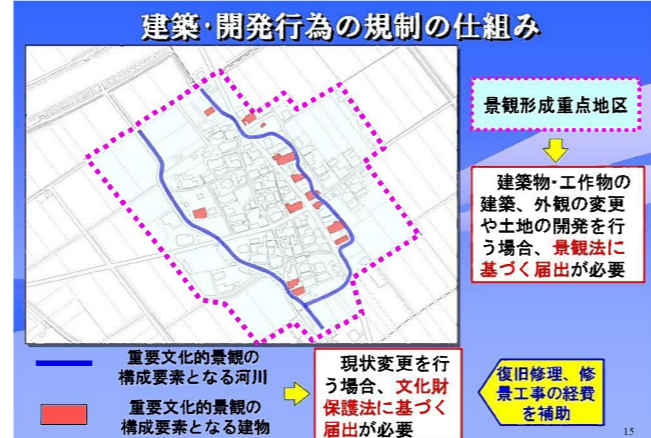 建築･開発行為の規制の仕組み
景観形成重点地区
建築物･工作物の
建築、外観の変更
や土地の開発を行
う場合、景観法に
基づく届出が必要
重要文化的景観の
構成要素となる河川
重要文化的景観の
構成要素となる建物
現状変更を行
う場合、文化財
保護法に基づく
届出が必要
復旧修理、修
景工事の経費
を補助
15